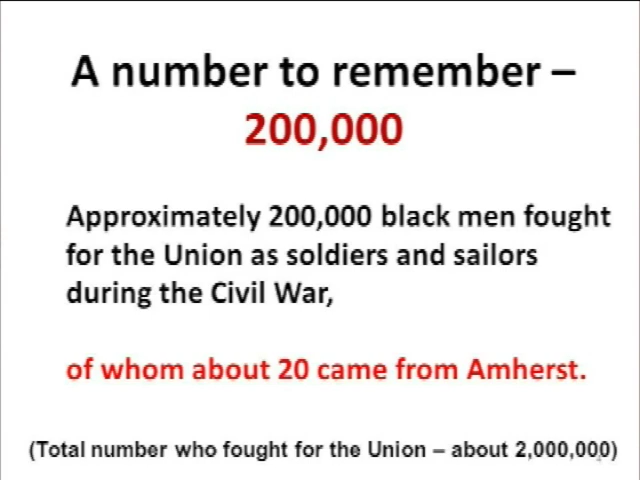 A number to remember –
200,000
Approximately 200,000 black men fought
for the Union as soldiers and sailors
during the Civil War,
of whom about 20 came from Amherst.
(Total number who fought for the Union – about 2,000,000)